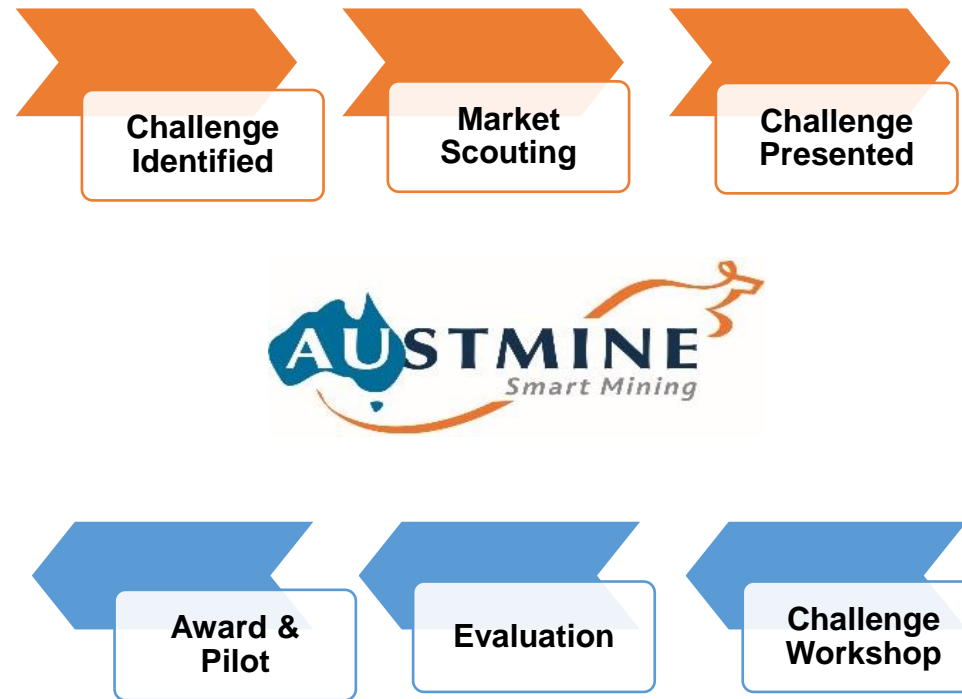 Challenge
Identified
Market
Scouting
Challenge
Presented
AUSTMINE
Smart Mining
Award &
Pilot
Evaluation
Challenge
Workshop